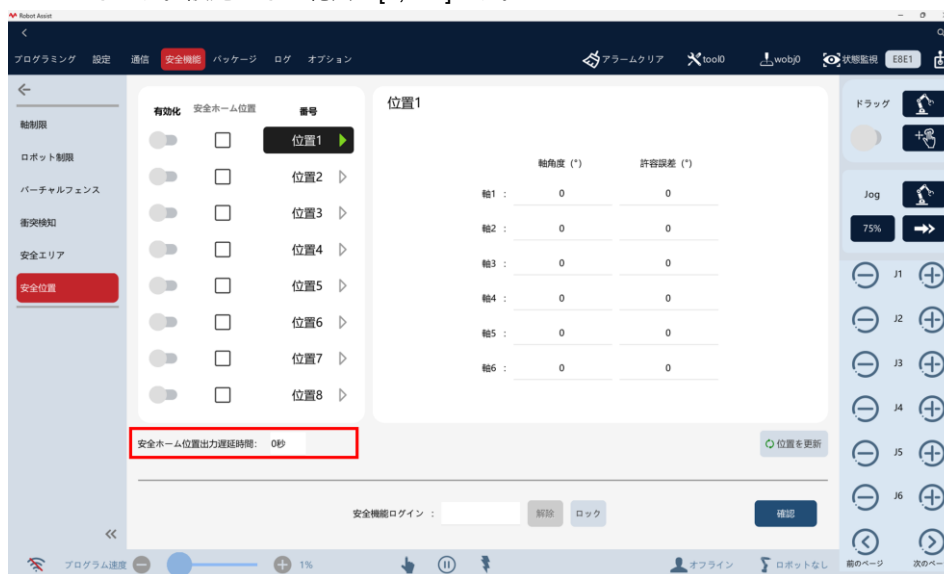 Robot Assist
プログラミング 設定 通信 安全機能 パッケージ ログ オプション アラームクリア tool0 wobj0 状態監視 E8E1
軸制限
ロボット制限
バーチャルフェンス
衝突検知
安全エリア
安全位置
有効化 安全ホーム位置 番号
位置1
位置2
位置3
位置4
位置5
位置6
位置7
位置8
位置1
軸角度 (°) 許容誤差 (°)
軸1 : 0 0
軸2 : 0 0
軸3 : 0 0
軸4 : 0 0
軸5 : 0 0
軸6 : 0 0
安全ホーム位置出力遅延時間: 0秒
位置を更新
安全機能ログイン : 解除 ロック 確認
ドラッグ
Jog
75%
J1
J2
J3
J4
J5
J6
前のページ 次のペー
プログラム速度 1% オフライン ロボットなし